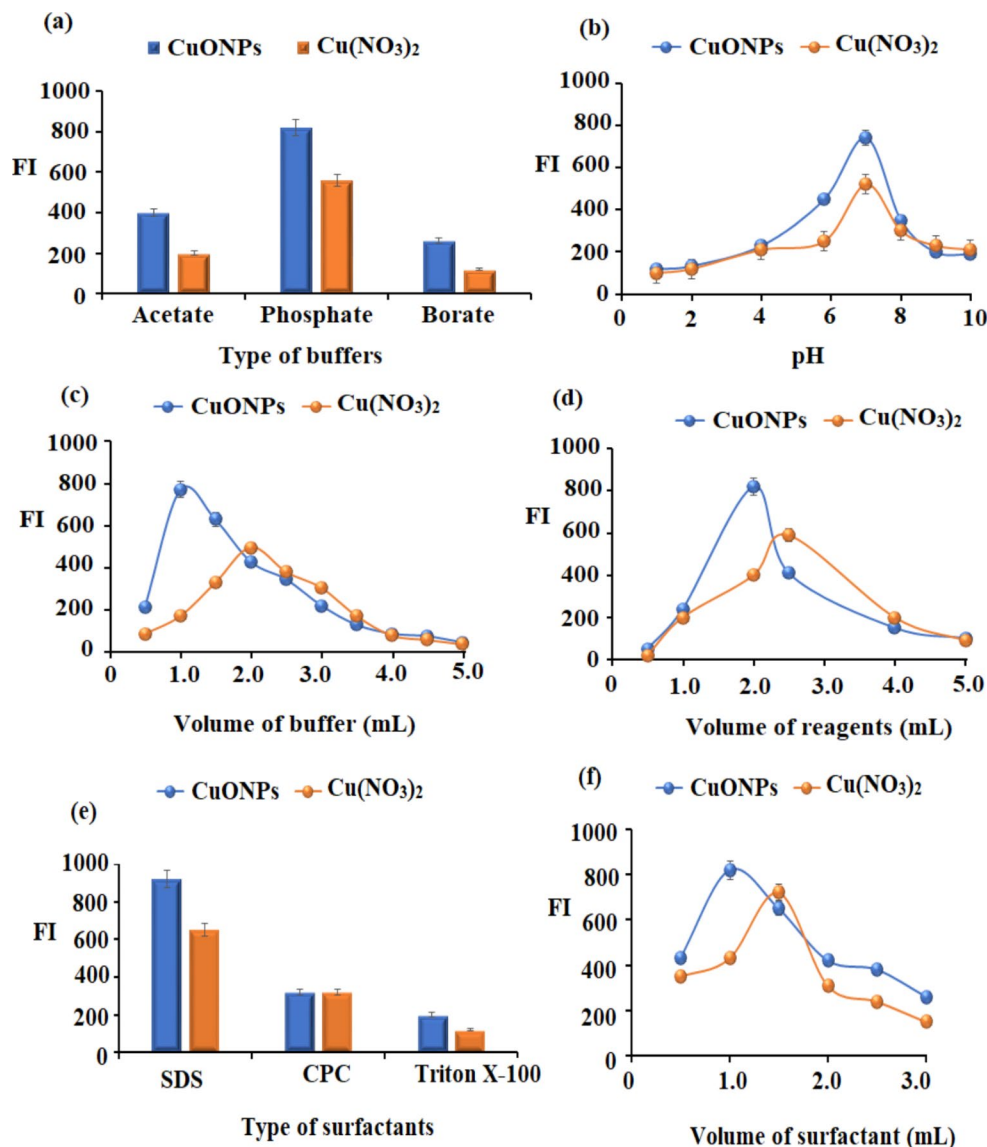 (a)
CuONPs Cu(NO₃)₂
1000
800
FI
600
400
200
0
Acetate Phosphate Borate
Type of buffers
(b)
CuONPs Cu(NO₃)₂
1000
800
FI
600
400
200
0
0 2 4 6 8 10
pH
(c)
CuONPs Cu(NO₃)₂
1000
800
FI
600
400
200
0
0 1.0 2.0 3.0 4.0 5.0
Volume of buffer (mL)
(d)
CuONPs Cu(NO₃)₂
1000
800
FI
600
400
200
0
0 1.0 2.0 3.0 4.0 5.0
Volume of reagents (mL)
(e)
CuONPs Cu(NO₃)₂
1000
800
FI
600
400
200
0
SDS CPC Triton X-100
Type of surfactants
(f)
CuONPs Cu(NO₃)₂
1000
800
FI
600
400
200
0
0 1.0 2.0 3.0
Volume of surfactant (mL)